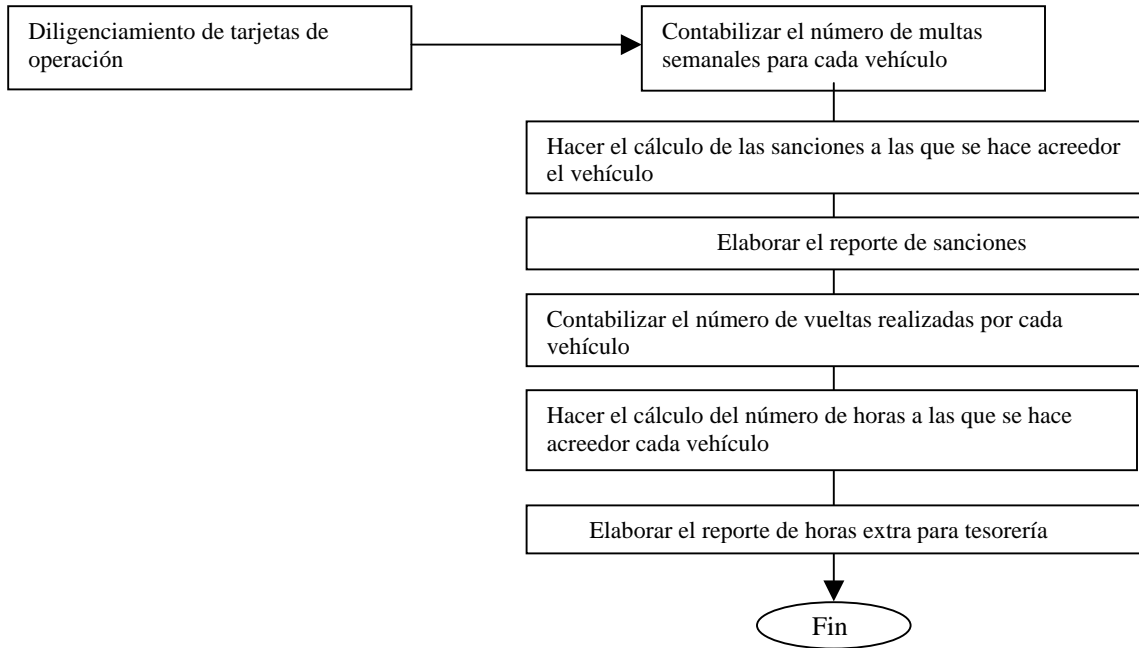 Diligenciamiento de tarjetas de
operación
Contabilizar el número de multas
semanales para cada vehículo
Hacer el cálculo de las sanciones a las que se hace acreedor
el vehículo
Elaborar el reporte de sanciones
Contabilizar el número de vueltas realizadas por cada
vehículo
Hacer el cálculo del número de horas a las que se hace
acreedor cada vehículo
Elaborar el reporte de horas extra para tesorería
Fin